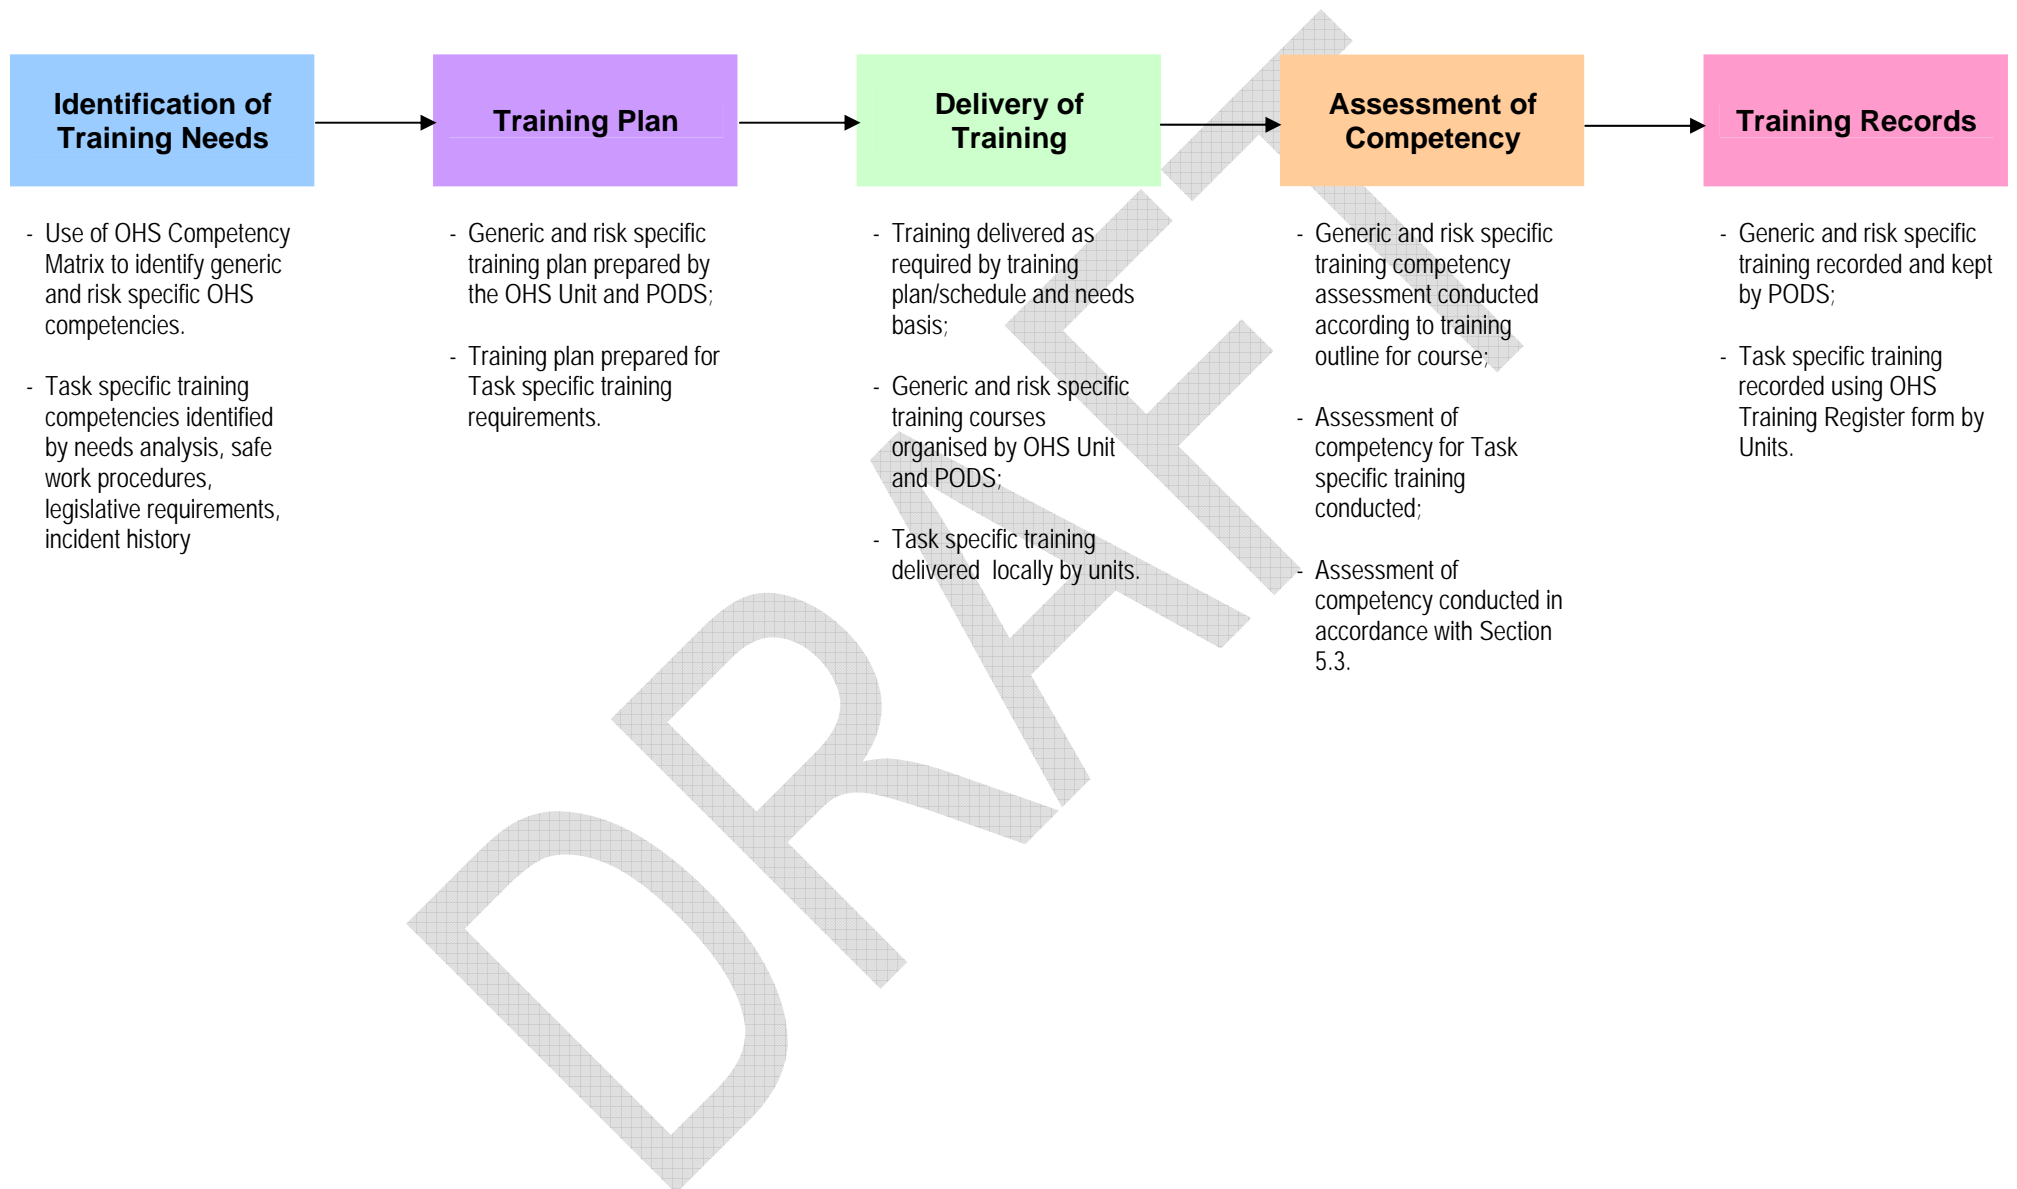 Identification of
Training Needs
Training Plan
Delivery of
Training
Assessment of
Competency
Training Records
- Use of OHS Competency
Matrix to identify generic
and risk specific OHS
competencies.
- Task specific training
competencies identified
by needs analysis, safe
work procedures,
legislative requirements,
incident history
- Generic and risk specific
training plan prepared by
the OHS Unit and PODS;
- Training plan prepared for
Task specific training
requirements.
- Training delivered as
required by training
plan/schedule and needs
basis;
- Generic and risk specific
training courses
organised by OHS Unit
and PODS;
- Task specific training
delivered locally by units.
- Generic and risk specific
training competency
assessment conducted
according to training
outline for course;
- Assessment of
competency for Task
specific training
conducted;
- Assessment of
competency conducted in
accordance with Section
5.3.
- Generic and risk specific
training recorded and kept
by PODS;
- Task specific training
recorded using OHS
Training Register form by
Units.
DRAFT